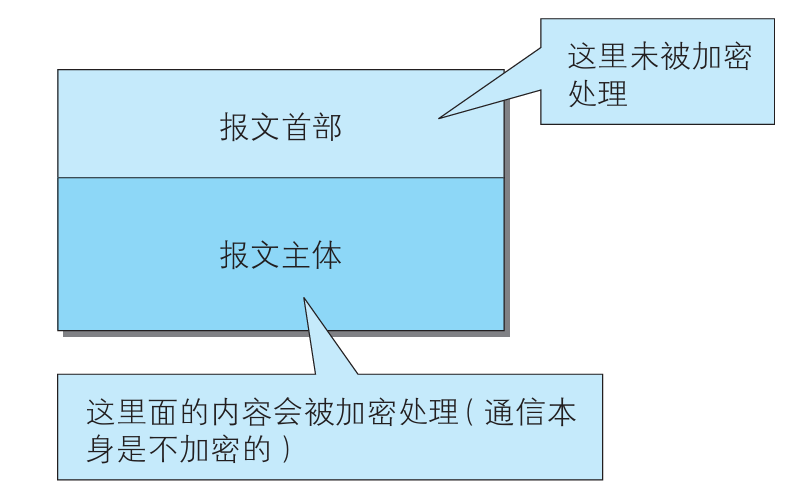 这里未被加密
处理
报文首部
报文主体
这里面的内容会被加密处理(通信本
身是不加密的)